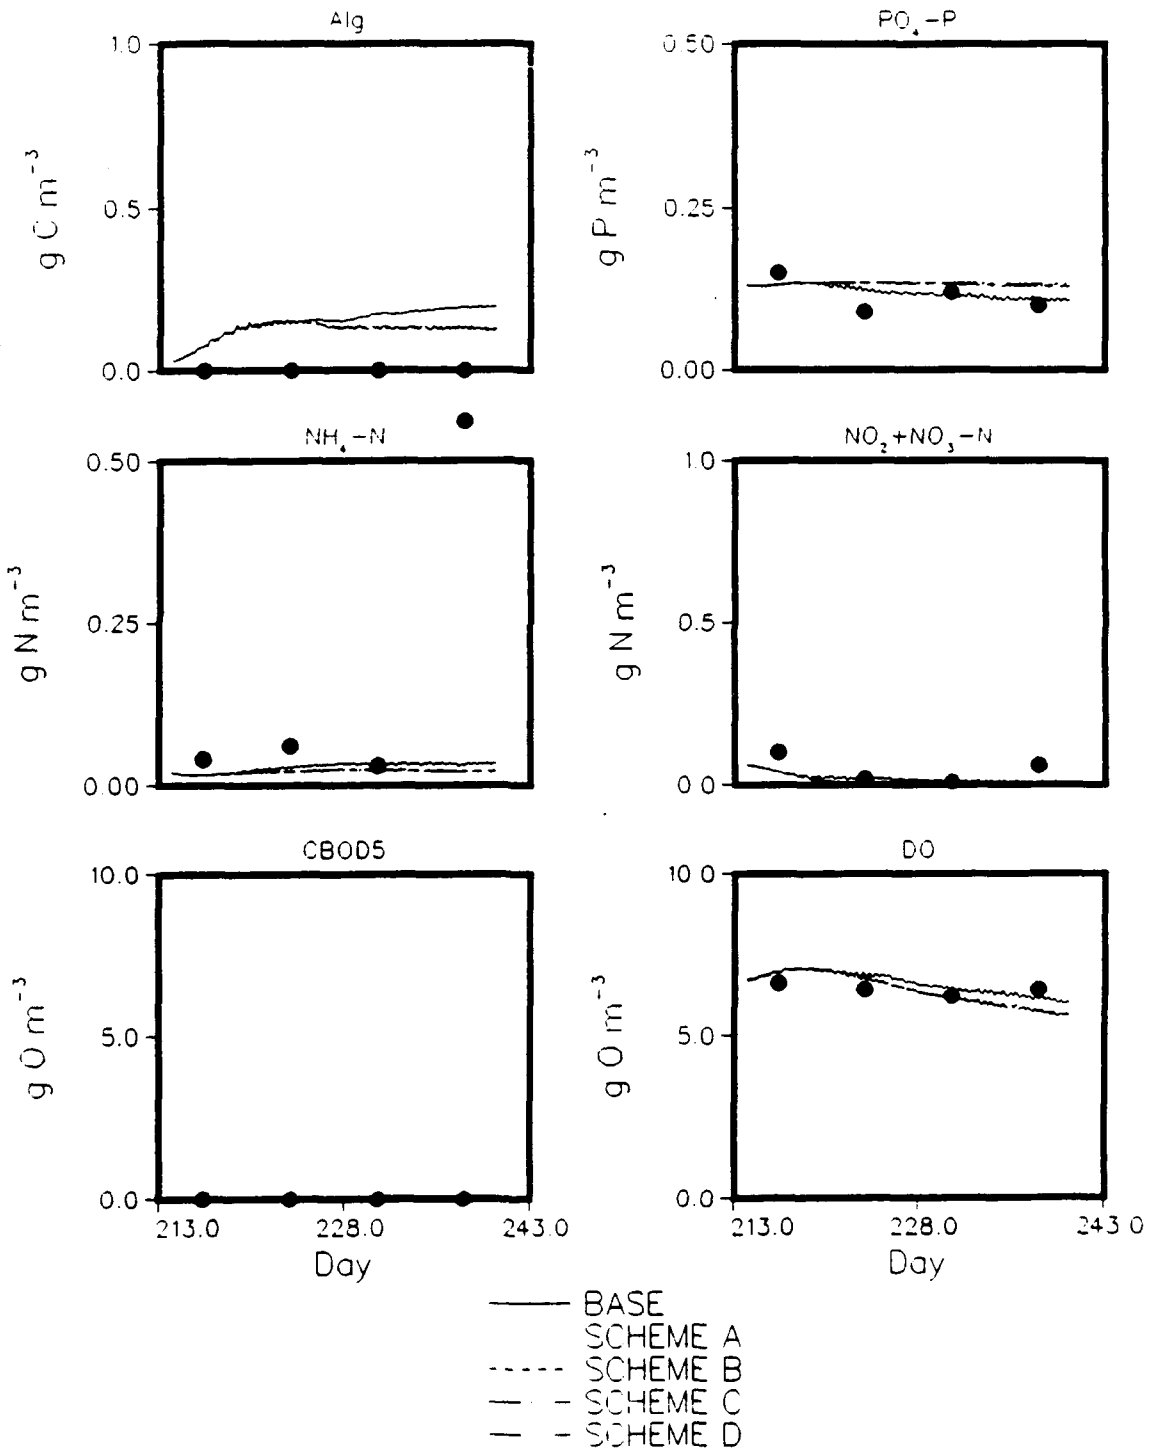 Alg
1.0
0.5
0.0
g C m⁻³
PO₄-P
0.50
0.25
0.00
g P m⁻³
NH₄-N
0.50
0.25
0.00
g N m⁻³
NO₂+NO₃-N
1.0
0.5
0.0
g N m⁻³
CBOD5
10.0
5.0
0.0
g O m⁻³
213.0 228.0 243.0
Day
DO
10 0
5.0
0.0
g O m⁻³
213.0 228.0 243 0
Day
BASE
SCHEME A
SCHEME B
SCHEME C
SCHEME D